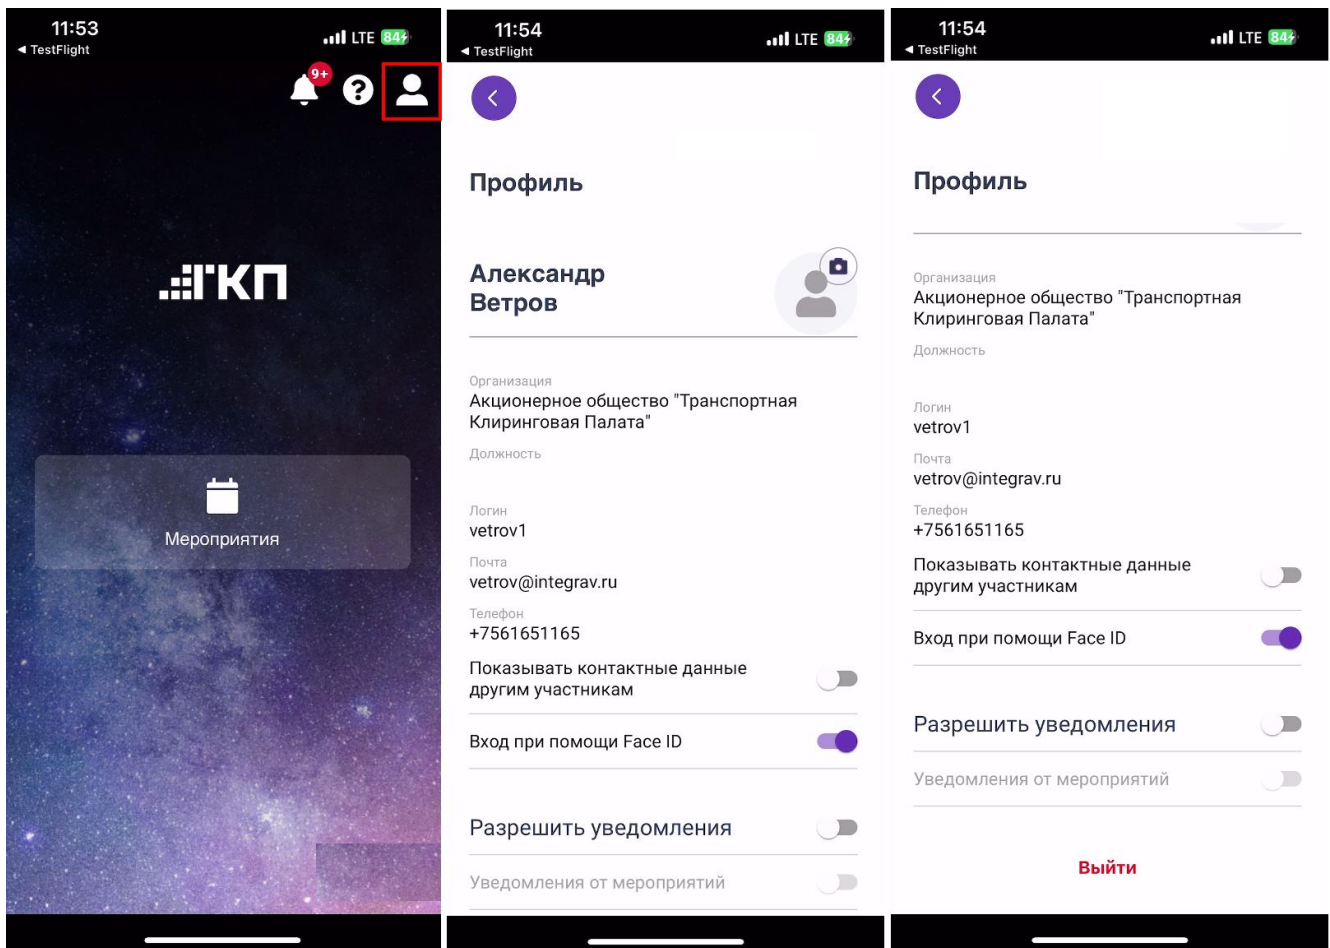 11:53
LTE 84
◄ TestFlight
9+
?
ТКП
Мероприятия
11:54
LTE 84
◄ TestFlight
Профиль
Александр
Ветров
Организация
Акционерное общество "Транспортная
Клиринговая Палата"
Должность
Логин
vetrov1
Почта
vetrov@integrav.ru
Телефон
+7561651165
Показывать контактные данные
другим участникам
Вход при помощи Face ID
Разрешить уведомления
Уведомления от мероприятий
11:54
LTE 84
◄ TestFlight
Профиль
Организация
Акционерное общество "Транспортная
Клиринговая Палата"
Должность
Логин
vetrov1
Почта
vetrov@integrav.ru
Телефон
+7561651165
Показывать контактные данные
другим участникам
Вход при помощи Face ID
Разрешить уведомления
Уведомления от мероприятий
Выйти